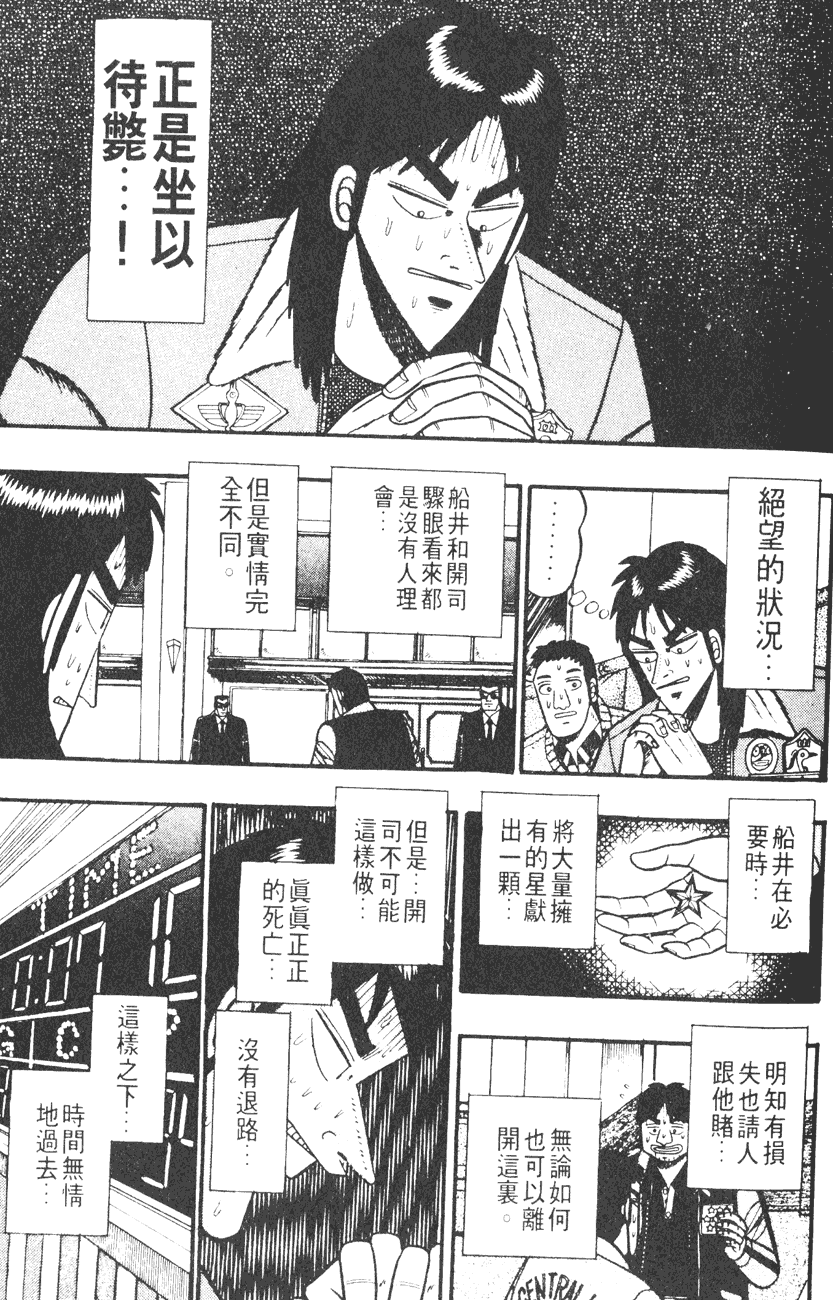 正是坐以
待斃…！
絕望的狀況…
………
船井和開司
驟眼看來都
是沒有人理
會…
但是實情完
全不同。
船井在必
要時…
將大量擁
有的星獻
出一顆…
明知有損
失也請人
跟他賭…
無論如何
也可以離
開這裏。
CENTRAL
但是…開
司不可能
這樣做…
眞眞正正
的死亡…
沒有退路…
TIME
0:07
這樣之下…
時間無情
地過去…